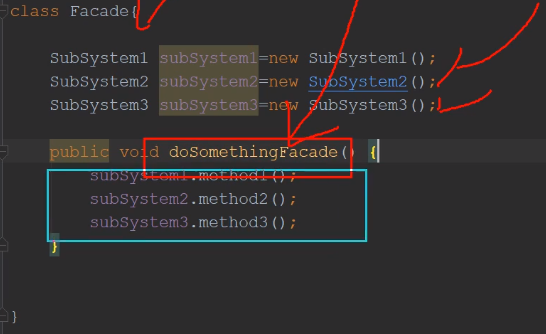 class Facade{
SubSystem1 subSystem1=new SubSystem1();
SubSystem2 subSystem2=new SubSystem2();
SubSystem3 subSystem3=new SubSystem3();
public void doSomethingFacade() {
subSystem1.method1();
subSystem2.method2();
subSystem3.method3();
}
}